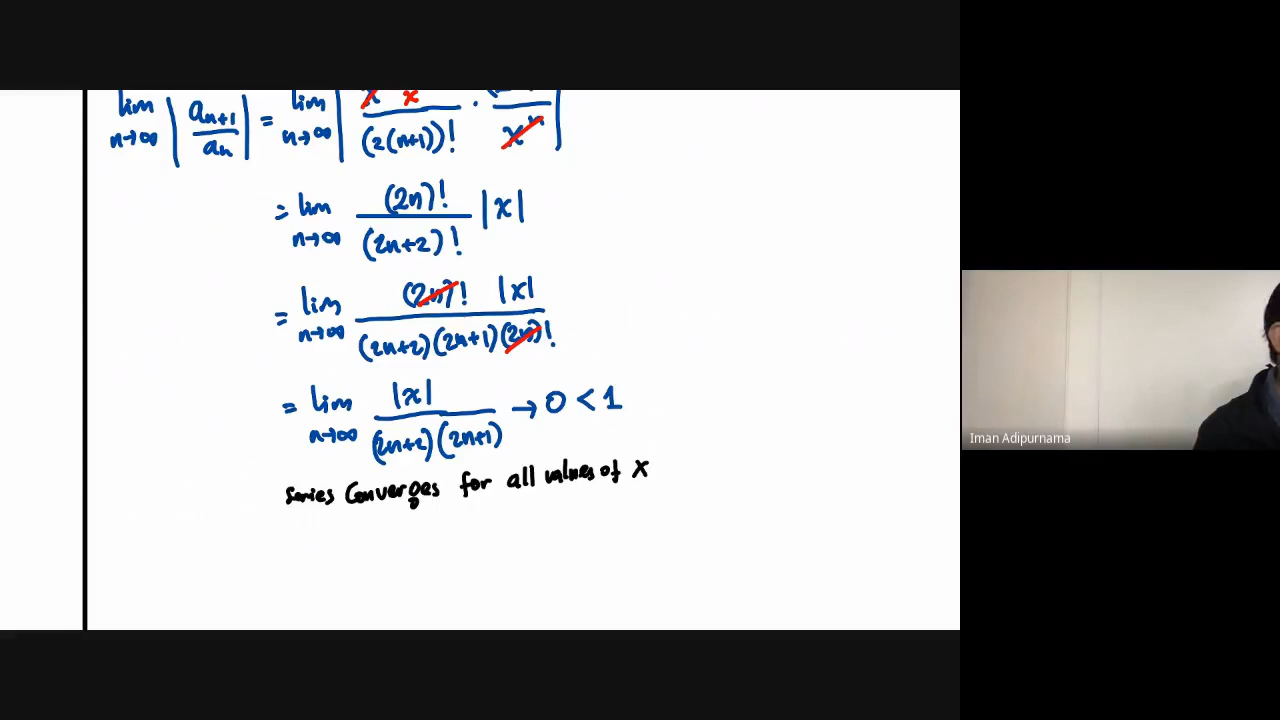 lim n→∞ | a_{n+1} / a_n | = lim n→∞ | x x / (2(n+1))! · / x^n |
= lim n→∞ (2n)! / (2n+2)! |x|
= lim n→∞ (2n)! |x| / (2n+2)(2n+1)(2n)!
= lim n→∞ |x| / (2n+2)(2n+1) → 0 < 1
Series Converges for all values of x
Iman Adipurnama